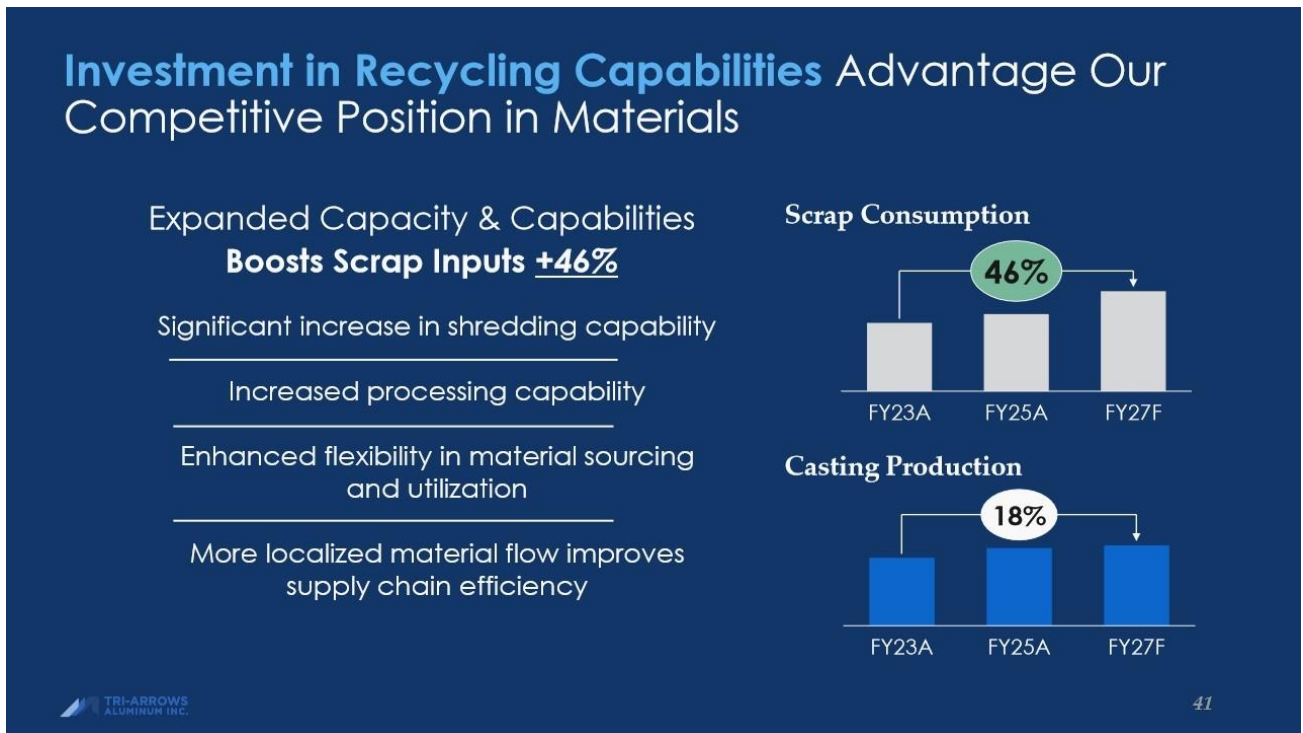 Investment in Recycling Capabilities Advantage Our
Competitive Position in Materials
Expanded Capacity & Capabilities
Boosts Scrap Inputs +46%
Significant increase in shredding capability
Increased processing capability
Enhanced flexibility in material sourcing
and utilization
More localized material flow improves
supply chain efficiency
Scrap Consumption
46%
FY23A FY25A FY27F
Casting Production
18%
FY23A FY25A FY27F
TRI-ARROWS
ALUMINUM INC.
41